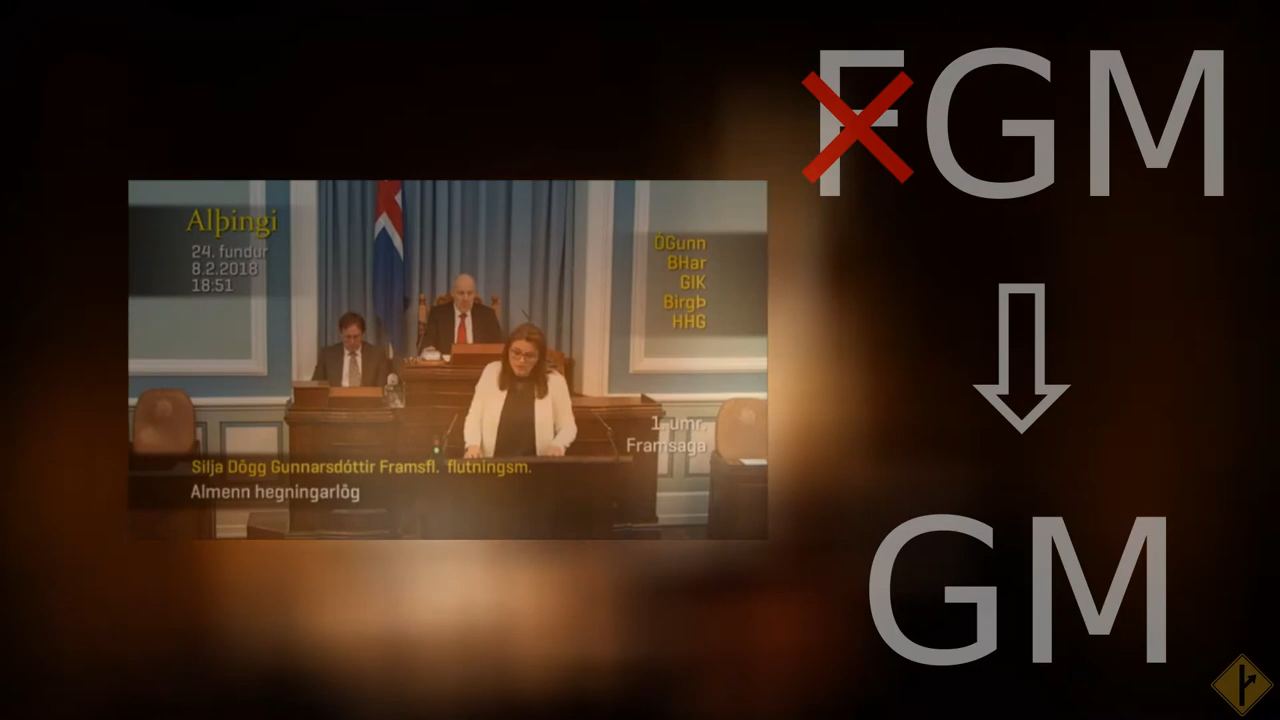 FGM
Alþingi
24. fundur
8.2.2018
18:51
ÓGunn
BHar
GIK
BirgÞ
HHG
1. umr.
Framsaga
Silja Dögg Gunnarsdóttir Framsfl. flutningsm.
Almenn hegningarlög
GM